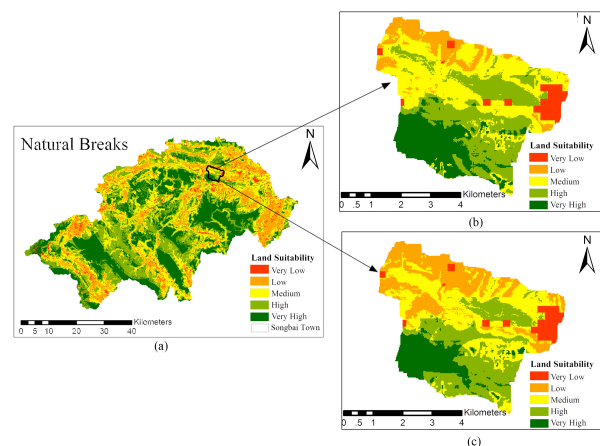 Natural Breaks
N
Land Suitability
Very Low
Low
Medium
High
Very High
Songbai Town
Kilometers
0 5 10 20 30 40
(a)
N
Land Suitability
Very Low
Low
Medium
High
Very High
Kilometers
0 .5 1 2 3 4
(b)
N
Land Suitability
Very Low
Low
Medium
High
Very High
Kilometers
0 .5 1 2 3 4
(c)